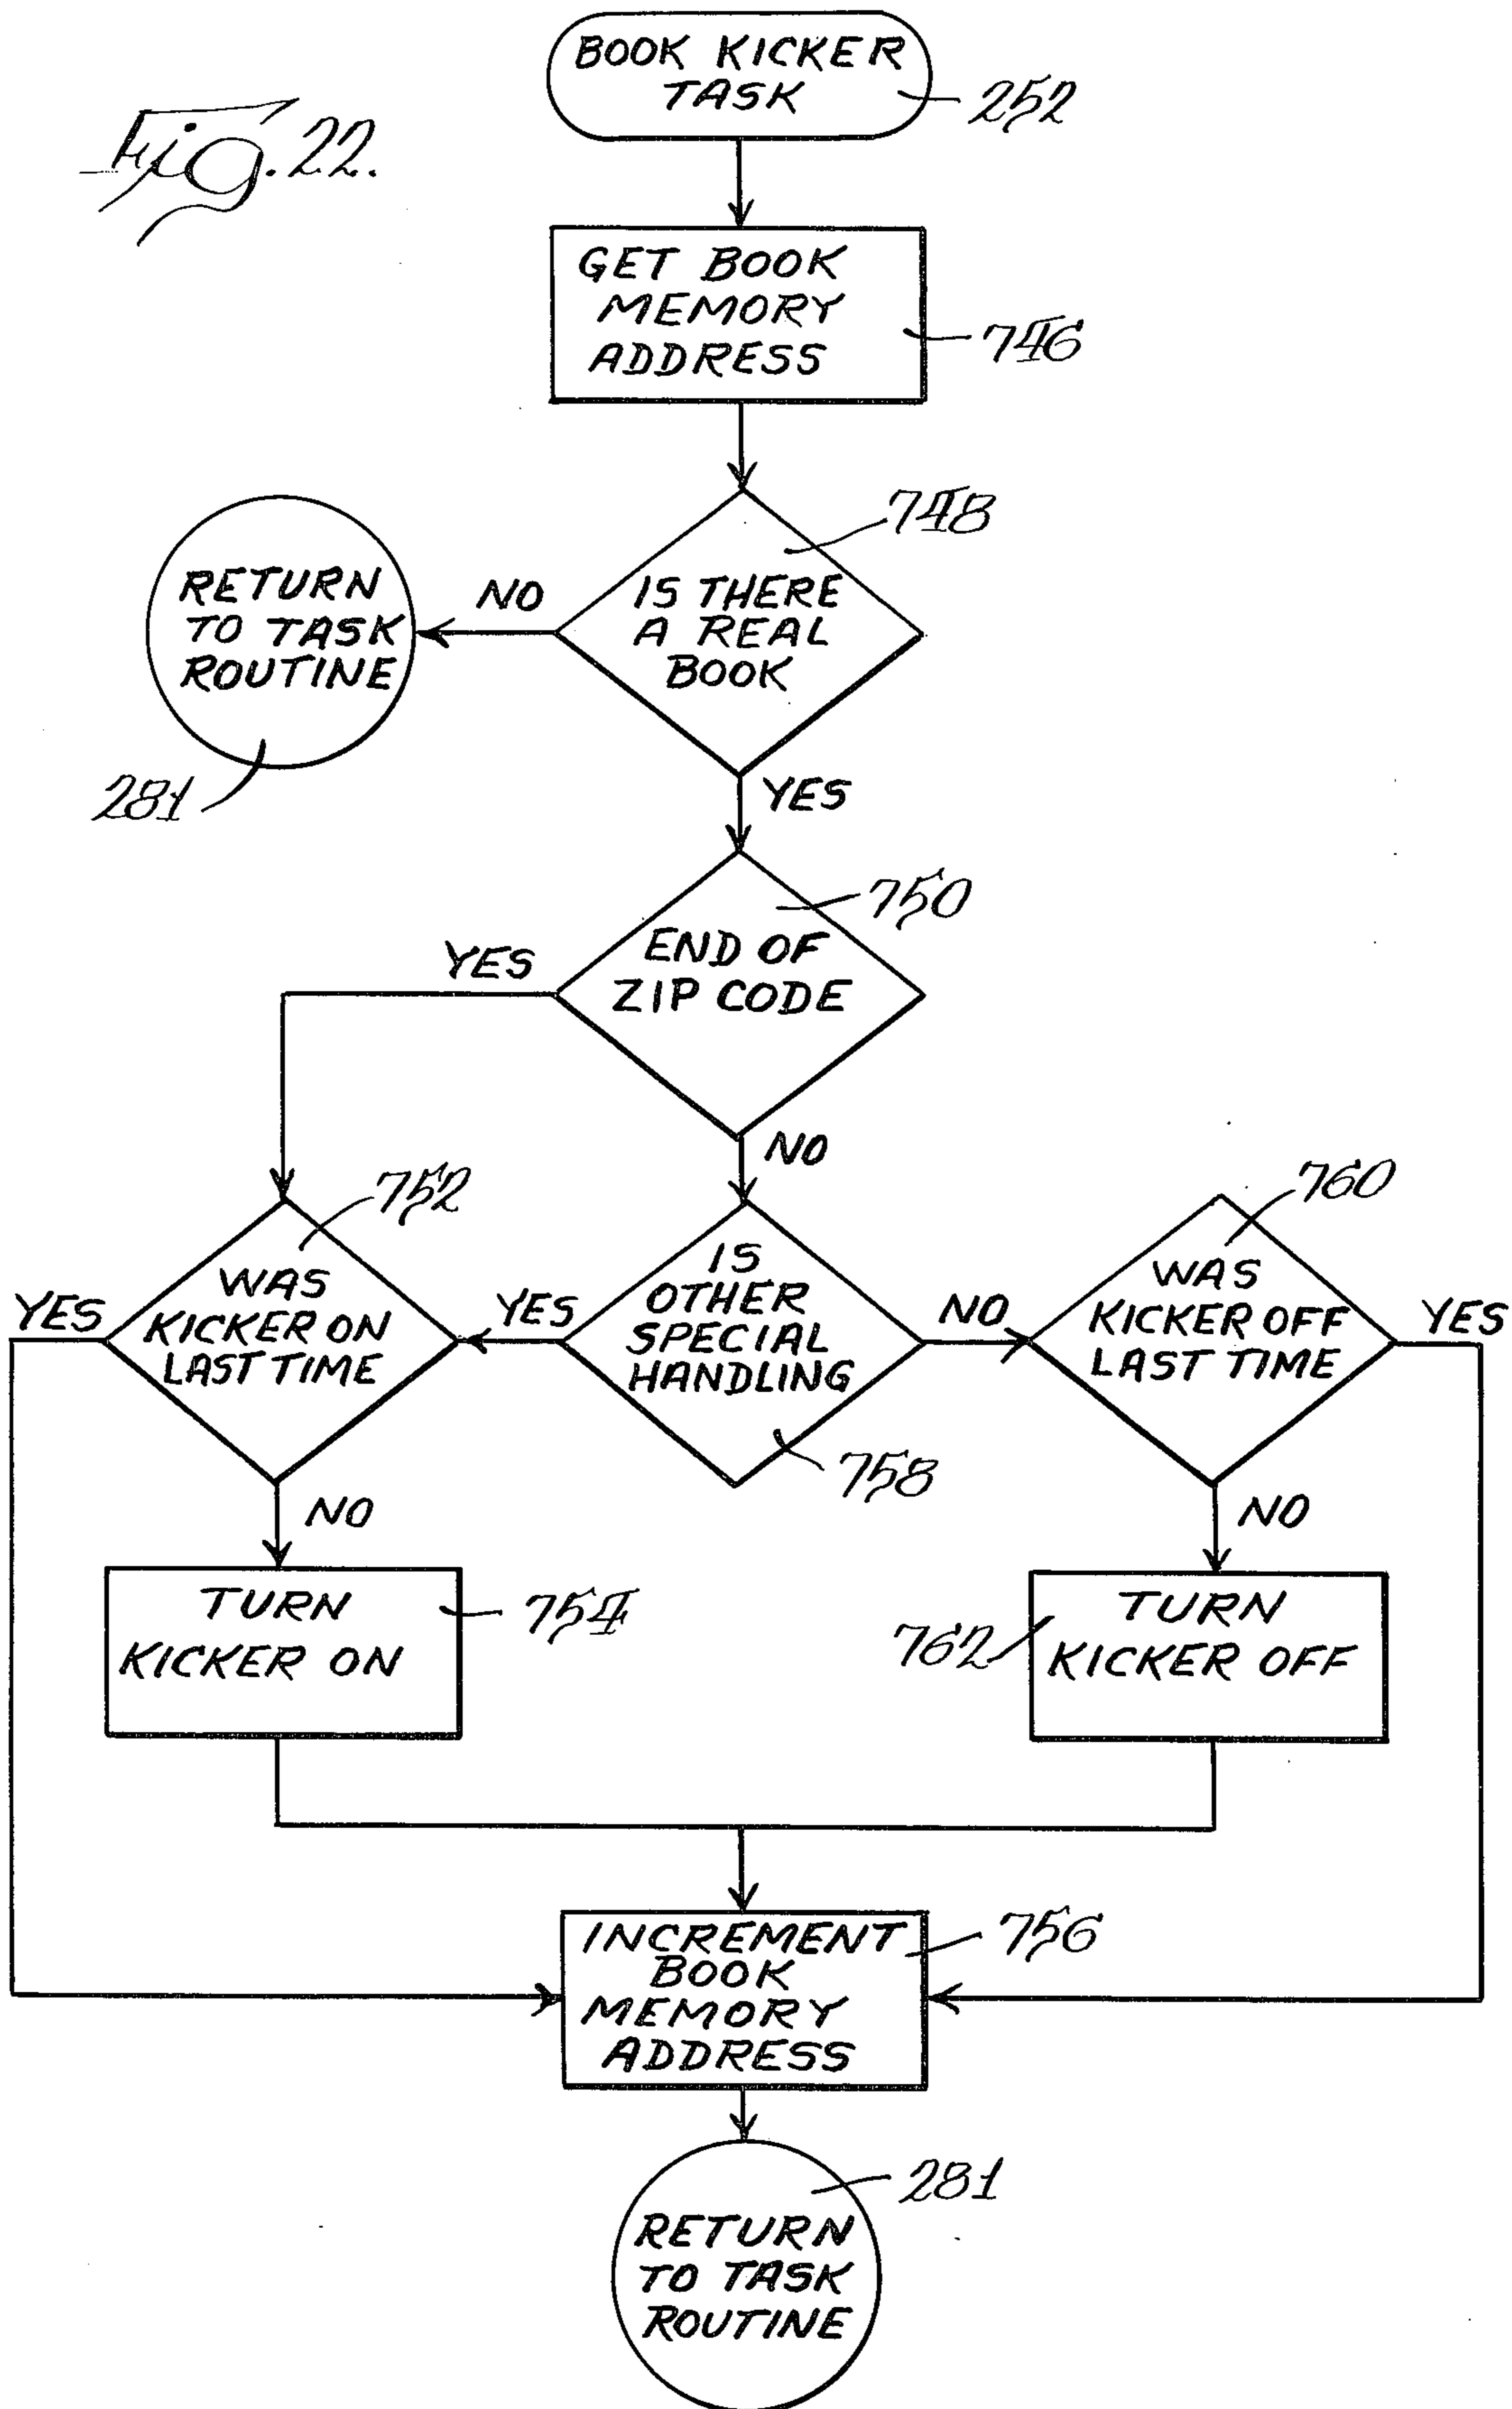 BOOK KICKER
TASK
252
Fig. 22.
GET BOOK
MEMORY
ADDRESS
746
748
IS THERE
A REAL
BOOK
NO
RETURN
TO TASK
ROUTINE
281
YES
750
END OF
ZIP CODE
YES
NO
752
WAS
KICKER ON
LAST TIME
YES
YES
IS
OTHER
SPECIAL
HANDLING
758
NO
760
WAS
KICKER OFF
LAST TIME
YES
NO
NO
TURN
KICKER ON
754
762
TURN
KICKER OFF
INCREMENT
BOOK
MEMORY
ADDRESS
756
281
RETURN
TO TASK
ROUTINE